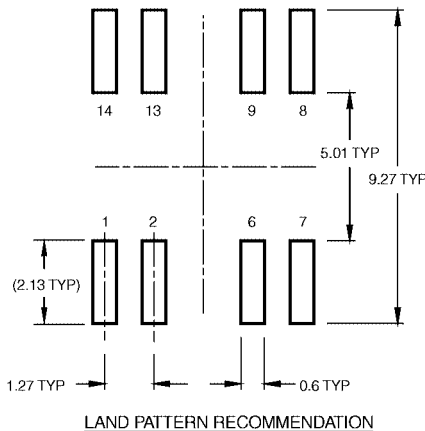 14 13 9 8
5.01 TYP
9.27 TYP
1 2 6 7
(2.13 TYP)
1.27 TYP
0.6 TYP
LAND PATTERN RECOMMENDATION